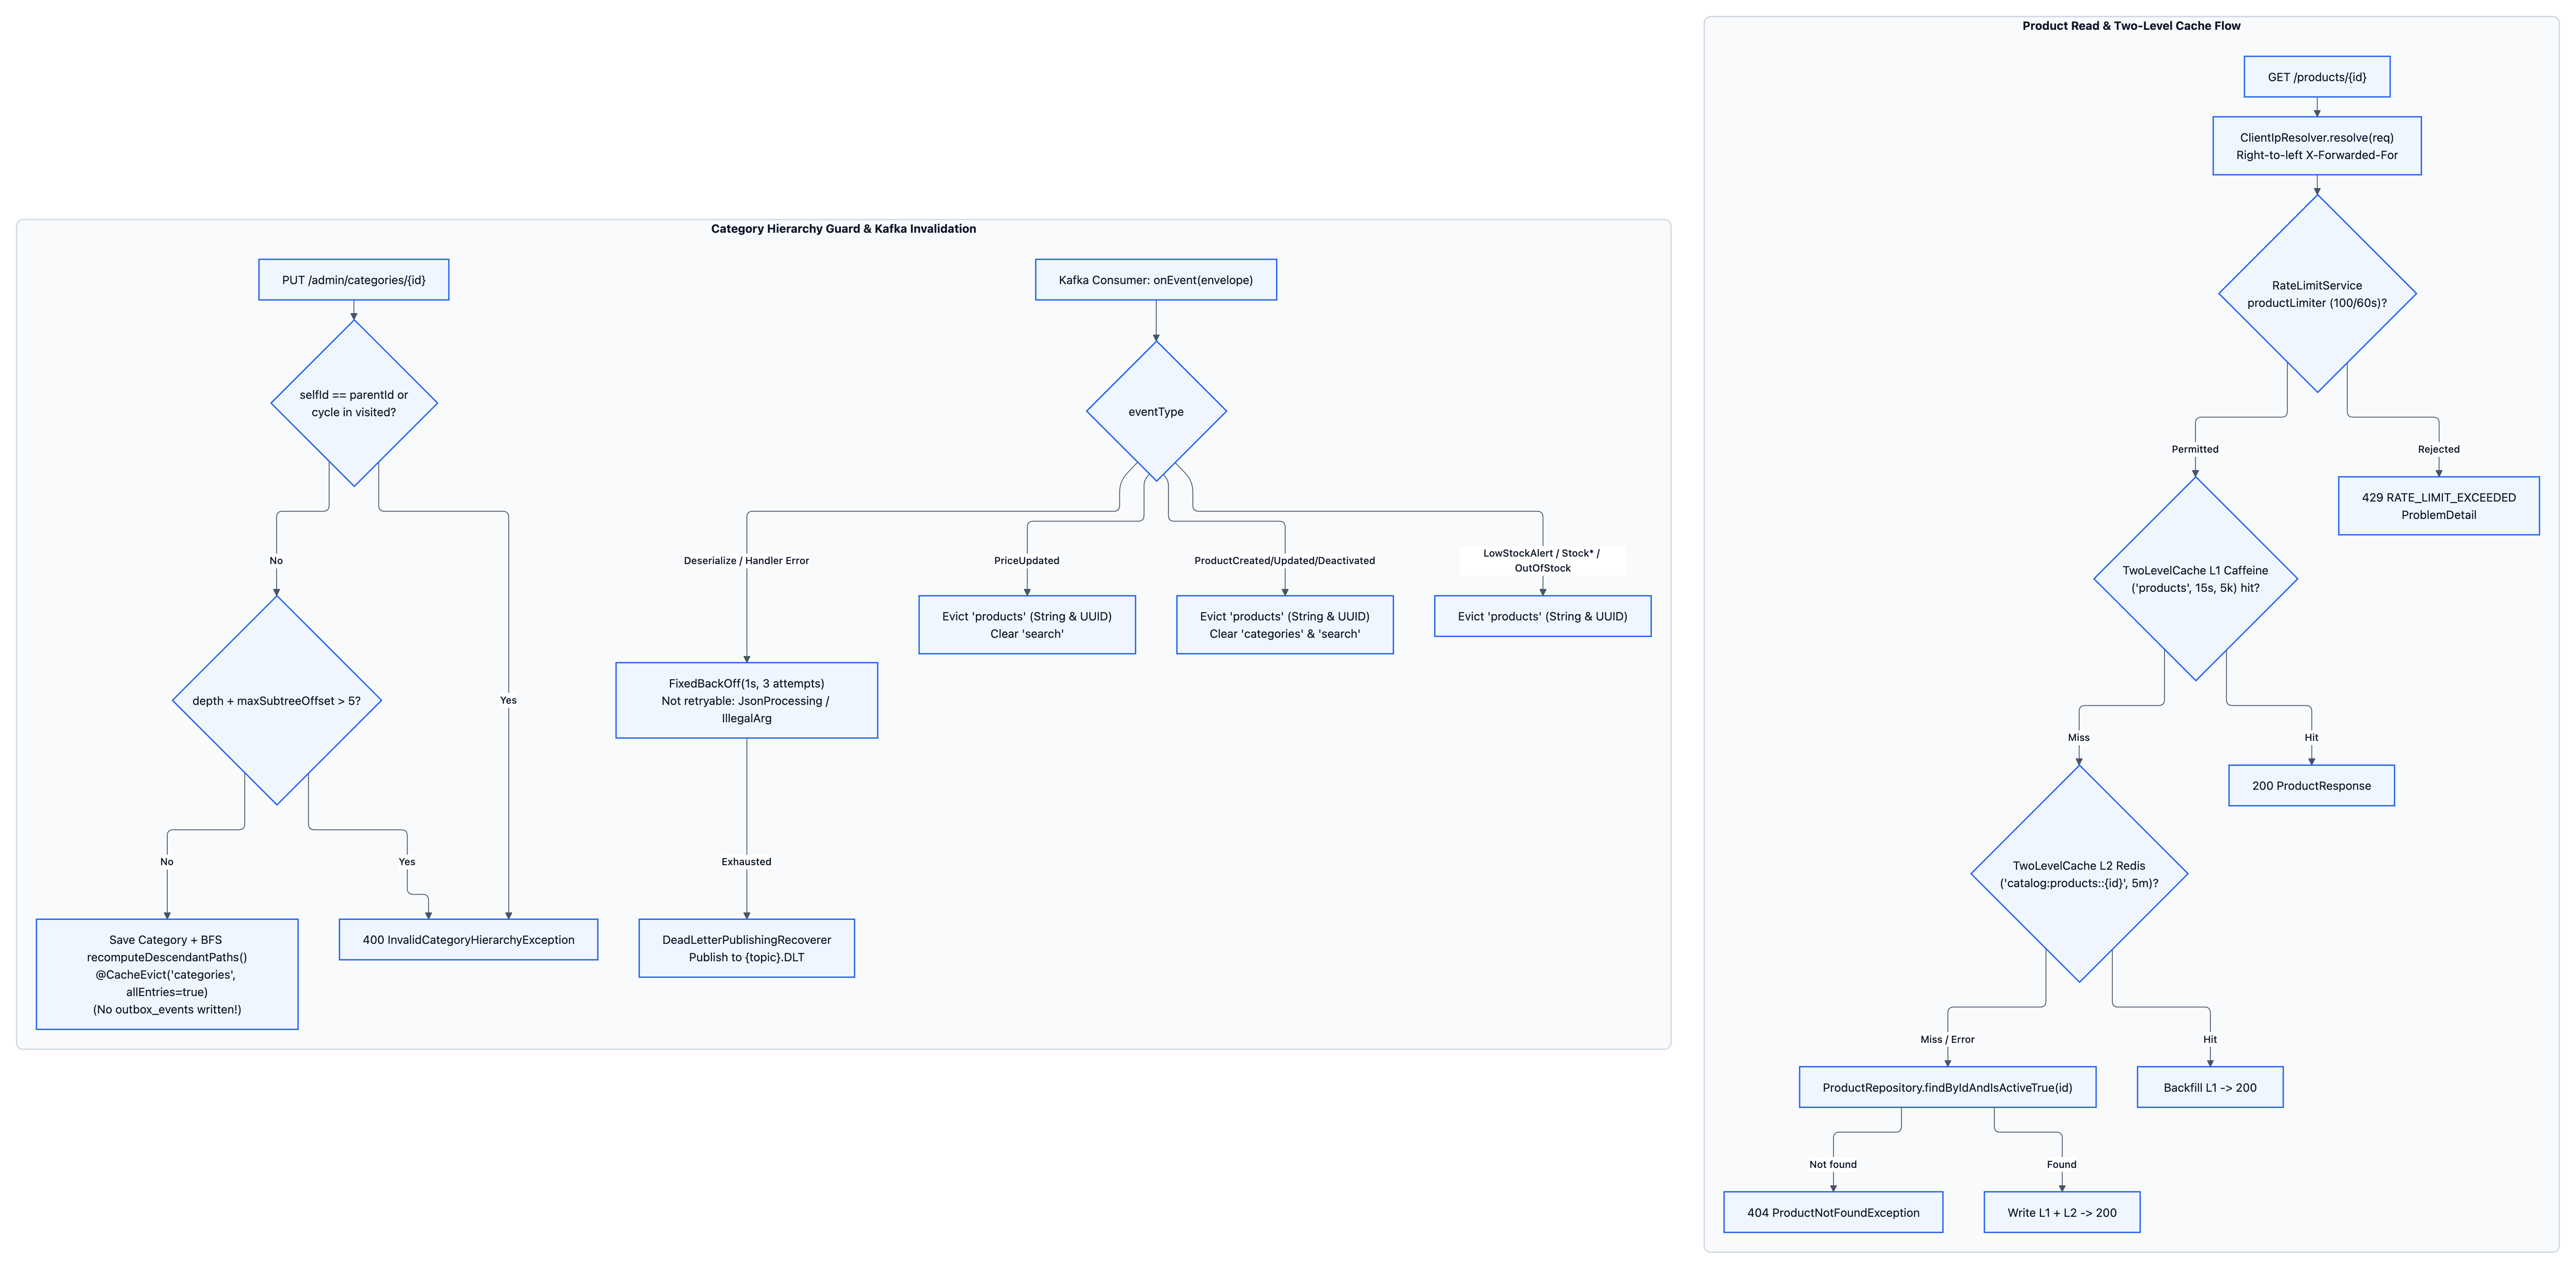 Category Hierarchy Guard & Kafka Invalidation
PUT /admin/categories/{id}
selfId == parentId or
cycle in visited?
No
Yes
depth + maxSubtreeOffset > 5?
No
Yes
Save Category + BFS
recomputeDescendantPaths()
@CacheEvict('categories',
allEntries=true)
(No outbox_events written!)
400 InvalidCategoryHierarchyException
Kafka Consumer: onEvent(envelope)
eventType
Deserialize / Handler Error
PriceUpdated
ProductCreated/Updated/Deactivated
LowStockAlert / Stock* /
OutOfStock
FixedBackOff(1s, 3 attempts)
Not retryable: JsonProcessing /
IllegalArg
Evict 'products' (String & UUID)
Clear 'search'
Evict 'products' (String & UUID)
Clear 'categories' & 'search'
Evict 'products' (String & UUID)
Exhausted
DeadLetterPublishingRecoverer
Publish to {topic}.DLT
Product Read & Two-Level Cache Flow
GET /products/{id}
ClientIpResolver.resolve(req)
Right-to-left X-Forwarded-For
RateLimitService
productLimiter (100/60s)?
Permitted
Rejected
429 RATE_LIMIT_EXCEEDED
ProblemDetail
TwoLevelCache L1 Caffeine
('products', 15s, 5k) hit?
Miss
Hit
200 ProductResponse
TwoLevelCache L2 Redis
('catalog:products::{id}', 5m)?
Miss / Error
Hit
ProductRepository.findByIdAndIsActiveTrue(id)
Backfill L1 -> 200
Not found
Found
404 ProductNotFoundException
Write L1 + L2 -> 200